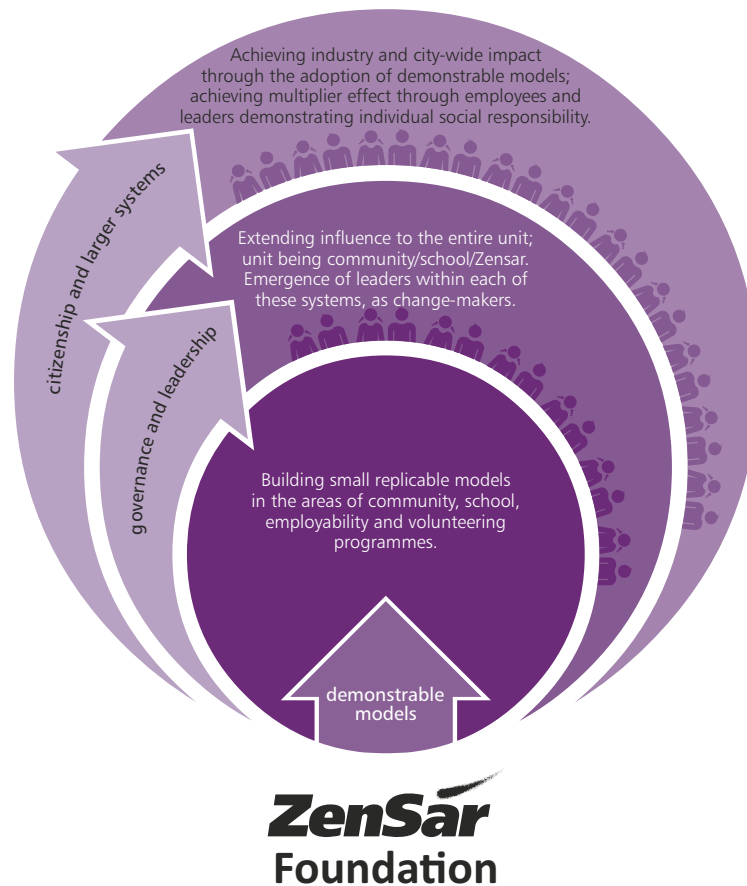 Achieving industry and city-wide impact
through the adoption of demonstrable models;
achieving multiplier effect through employees and
leaders demonstrating individual social responsibility.
citizenship and larger systems
Extending influence to the entire unit;
unit being community/school/Zensar.
Emergence of leaders within each of
these systems, as change-makers.
governance and leadership
Building small replicable models
in the areas of community, school,
employability and volunteering
programmes.
demonstrable
models
ZenSar
Foundation